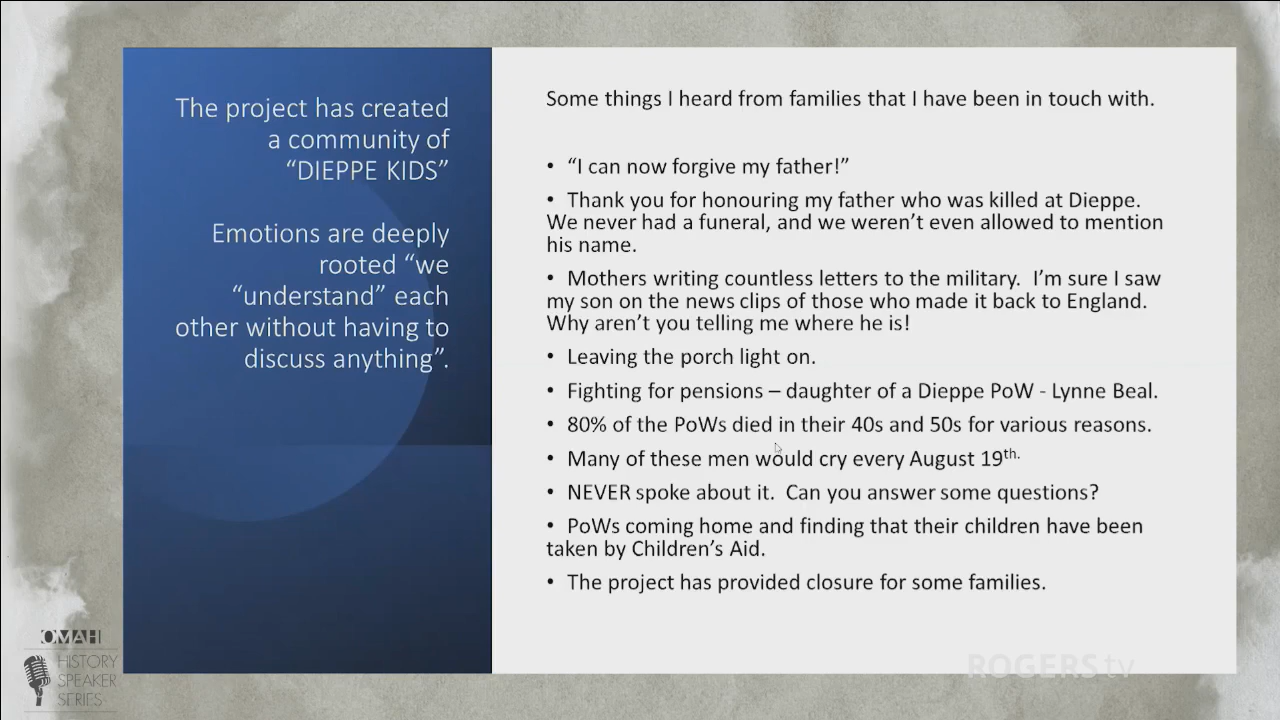 The project has created
a community of
“DIEPPE KIDS”
Emotions are deeply
rooted “we
“understand” each
other without having to
discuss anything”.
Some things I heard from families that I have been in touch with.
• “I can now forgive my father!”
• Thank you for honouring my father who was killed at Dieppe.
We never had a funeral, and we weren’t even allowed to mention
his name.
• Mothers writing countless letters to the military.  I’m sure I saw
my son on the news clips of those who made it back to England.
Why aren’t you telling me where he is!
• Leaving the porch light on.
• Fighting for pensions – daughter of a Dieppe PoW - Lynne Beal.
• 80% of the PoWs died in their 40s and 50s for various reasons.
• Many of these men would cry every August 19th.
• NEVER spoke about it.  Can you answer some questions?
• PoWs coming home and finding that their children have been
taken by Children’s Aid.
• The project has provided closure for some families.
OMAH
HISTORY
SPEAKER
SERIES
ROGERS tv